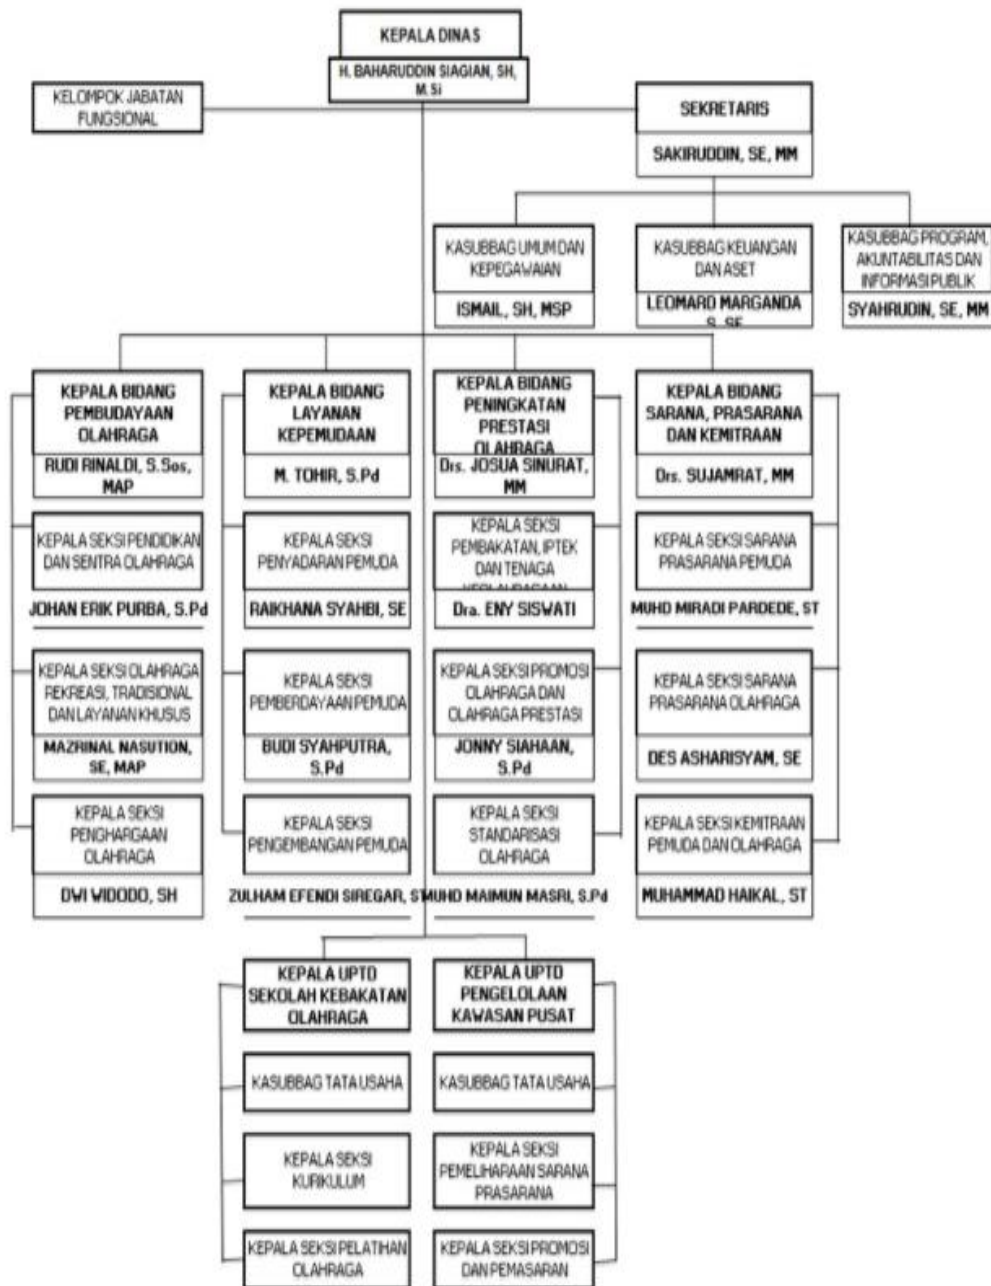 KEPALA DINAS
H. BAHARUDDIN SIAGIAN, SH,
M.Si
KELOMPOK JABATAN
FUNGSIONAL
SEKRETARIS
SAKIRUDDIN, SE, MM
KASUBBAG UMUM DAN
KEPEGAWAIAN
ISMAIL, SH, MSP
KASUBBAG KEUANGAN
DAN ASET
LEOMARD MARGANDA
S, SE
KASUBBAG PROGRAM,
AKUNTABILITAS DAN
INFORMASI PUBLIK
SYAHRUDIN, SE, MM
KEPALA BIDANG
PEMBUDAYAAN
OLAHRAGA
RUDI RINALDI, S.Sos,
MAP
KEPALA BIDANG
LAYANAN
KEPEMUDAAN
M. TOHIR, S.Pd
KEPALA BIDANG
PENINGKATAN
PRESTASI
OLAHRAGA
Drs. JOSUA SINURAT,
MM
KEPALA BIDANG
SARANA, PRASARANA
DAN KEMITRAAN
Drs. SUJAMRAT, MM
KEPALA SEKSI PENDIDIKAN
DAN SENTRA OLAHRAGA
JOHAN ERIK PURBA, S.Pd
KEPALA SEKSI
PENYADARAN PEMUDA
RAIKHANA SYAHBI, SE
KEPALA SEKSI
PEMBAKATAN, IPTEK
DAN TENAGA
Dra. ENY SISWATI
KEPALA SEKSI SARANA
PRASARANA PEMUDA
MUHD MIRADI PARDEDE, ST
KEPALA SEKSI OLAHRAGA
REKREASI, TRADISIONAL
DAN LAYANAN KHUSUS
MAZRINAL NASUTION,
SE, MAP
KEPALA SEKSI
PEMBERDAYAAN PEMUDA
BUDI SYAHPUTRA,
S.Pd
KEPALA SEKSI PROMOSI
OLAHRAGA DAN
OLAHRAGA PRESTASI
JONNY SIAHAAN,
S.Pd
KEPALA SEKSI SARANA
PRASARANA OLAHRAGA
DES ASHARISYAM, SE
KEPALA SEKSI
PENGHARGAAN
OLAHRAGA
DWI WIDODO, SH
KEPALA SEKSI
PENGEMBANGAN PEMUDA
ZULHAM EFENDI SIREGAR, ST
KEPALA SEKSI
STANDARISASI
OLAHRAGA
MUHD MAIMUN MASRI, S.Pd
KEPALA SEKSI KEMITRAAN
PEMUDA DAN OLAHRAGA
MUHAMMAD HAIKAL, ST
KEPALA UPTD
SEKOLAH KEBAKATAN
OLAHRAGA
KEPALA UPTD
PENGELOLAAN
KAWASAN PUSAT
KASUBBAG TATA USAHA
KASUBBAG TATA USAHA
KEPALA SEKSI
KURIKULUM
KEPALA SEKSI
PEMELIHARAAN SARANA
PRASARANA
KEPALA SEKSI PELATIHAN
OLAHRAGA
KEPALA SEKSI PROMOSI
DAN PEMASARAN